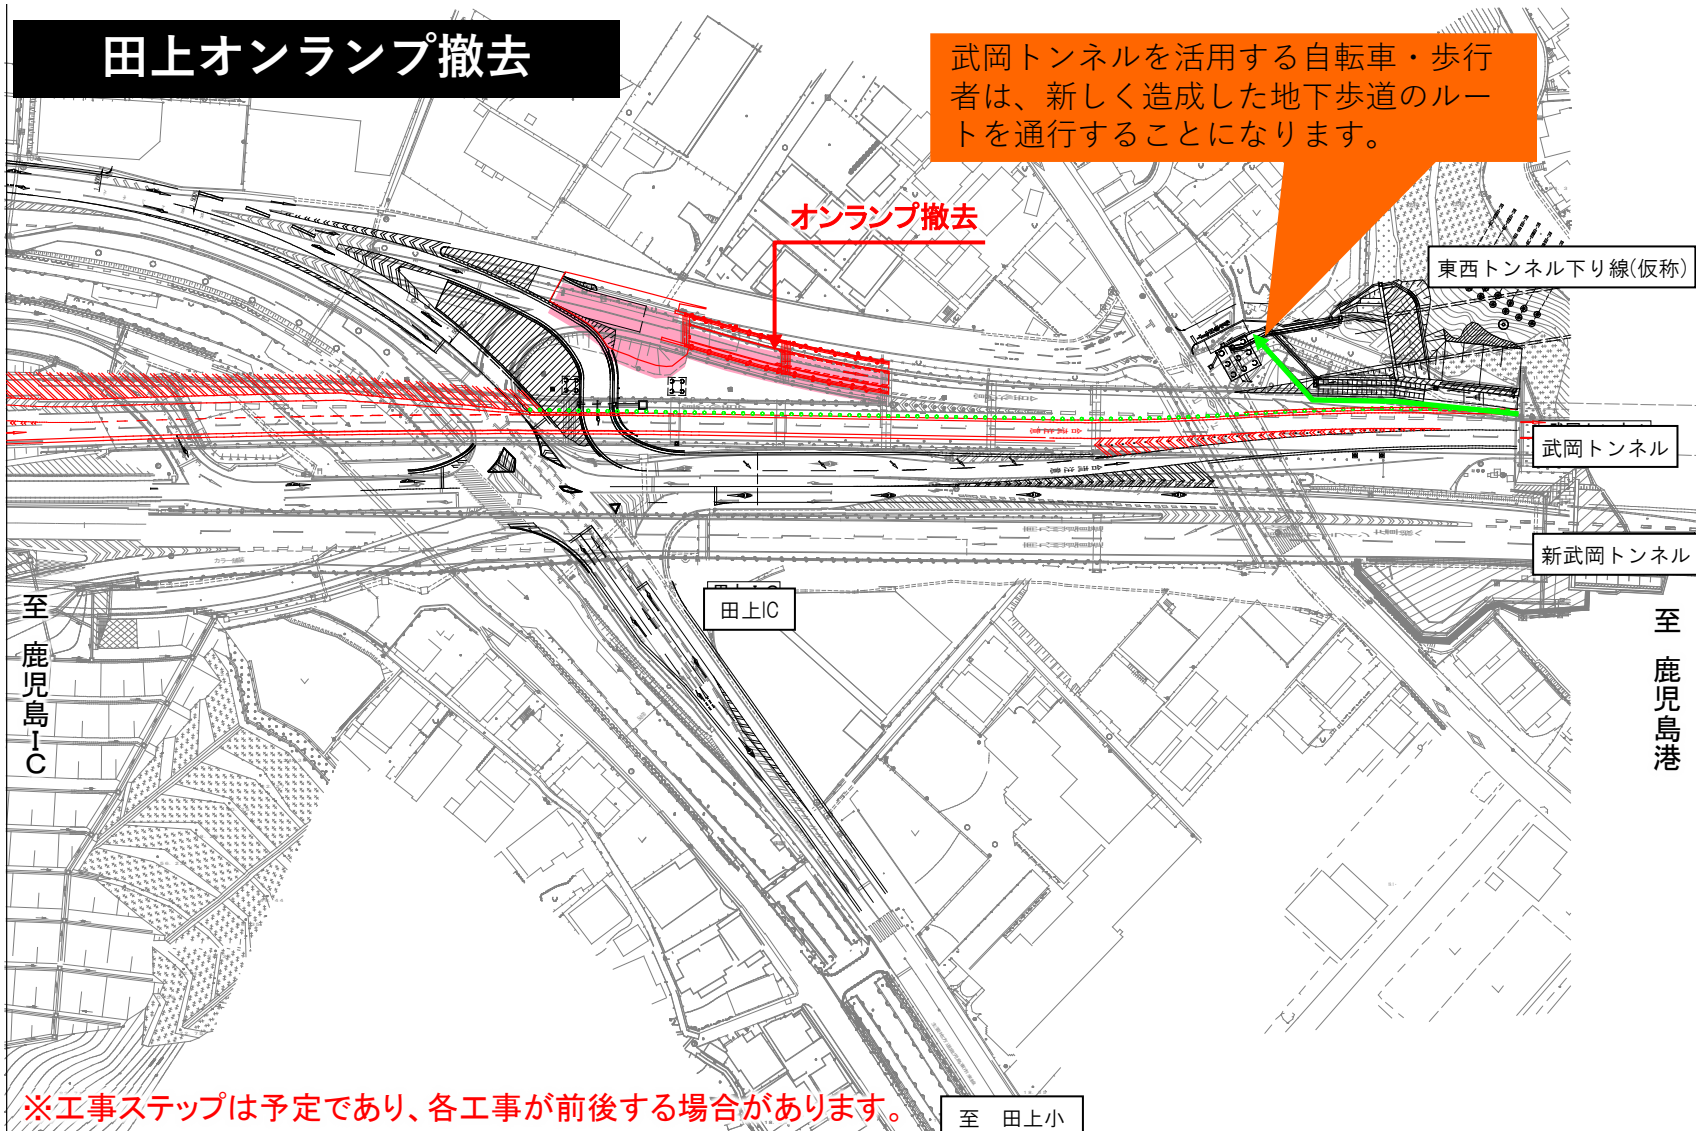 田上オンランプ撤去
武岡トンネルを活用する自転車・歩行
者は、新しく造成した地下歩道のルー
トを通行することになります。
オンランプ撤去
東西トンネル下り線(仮称)
武岡トンネル
新武岡トンネル
田上IC
至 鹿児島IC
至 鹿児島港
※工事ステップは予定であり、各工事が前後する場合があります。
至 田上小